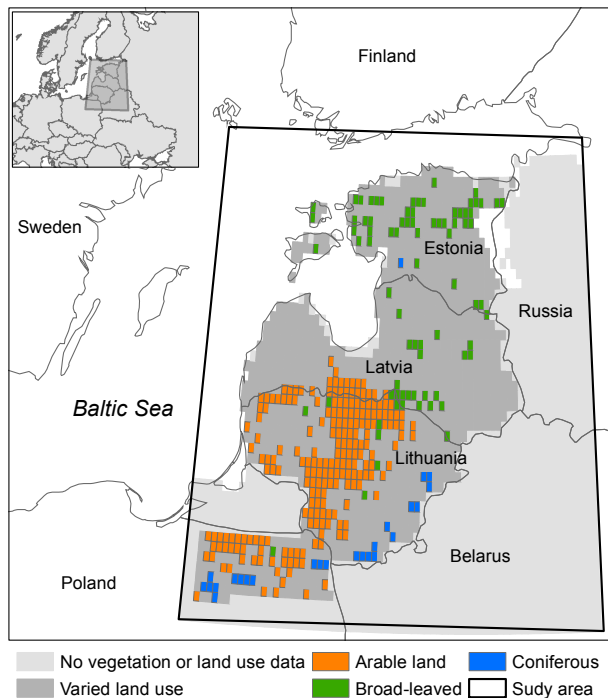 Finland
Sweden
Estonia
Russia
Latvia
Baltic Sea
Lithuania
Belarus
Poland
No vegetation or land use data
Arable land
Coniferous
Varied land use
Broad-leaved
Sudy area